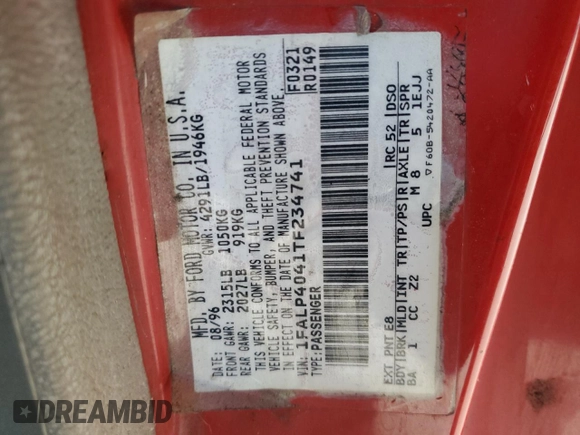 MFD. BY FORD MOTOR CO. IN U.S.A.
DATE: 08/96 GVWR: 4291LB/1946KG
FRONT GAWR: 2315LB 1050KG
REAR GAWR: 2027LB 919KG
THIS VEHICLE CONFORMS TO ALL APPLICABLE FEDERAL MOTOR
VEHICLE SAFETY, BUMPER, AND THEFT PREVENTION STANDARDS
IN EFFECT ON THE DATE OF MANUFACTURE SHOWN ABOVE.
VIN: 1FALP4041TF234741 F0321
TYPE: PASSENGER R0149
EXT PNT E8 RC 52 DSO
BDY BRK MLD INT TR TP/PS R AXLE TR SPR
BA 1 CC Z2 M 8 5 1EJJ
UPC
▽F60B-5420472-AA
DREAMBID